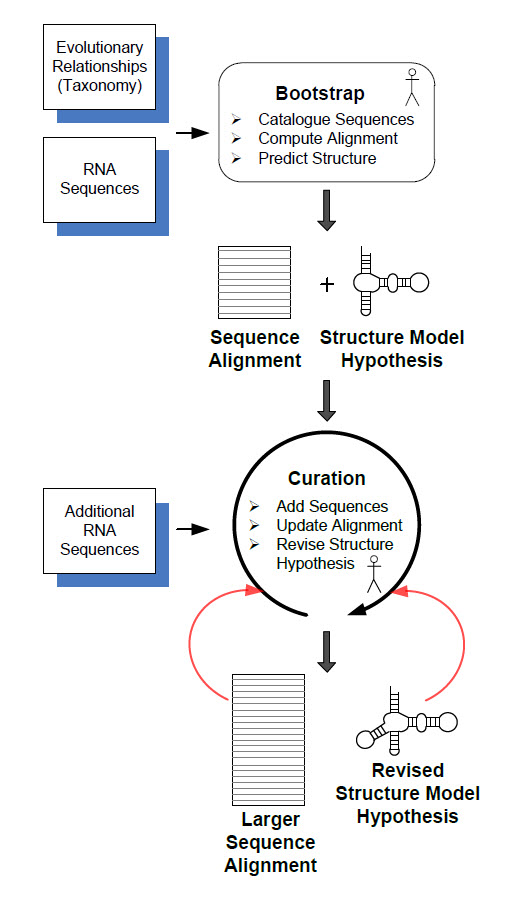 Evolutionary
Relationships
(Taxonomy)
RNA
Sequences
Bootstrap
➢ Catalogue Sequences
➢ Compute Alignment
➢ Predict Structure
+
Sequence
Alignment
Structure Model
Hypothesis
Additional
RNA
Sequences
Curation
➢ Add Sequences
➢ Update Alignment
➢ Revise Structure
Hypothesis
Larger
Sequence
Alignment
Revised
Structure Model
Hypothesis